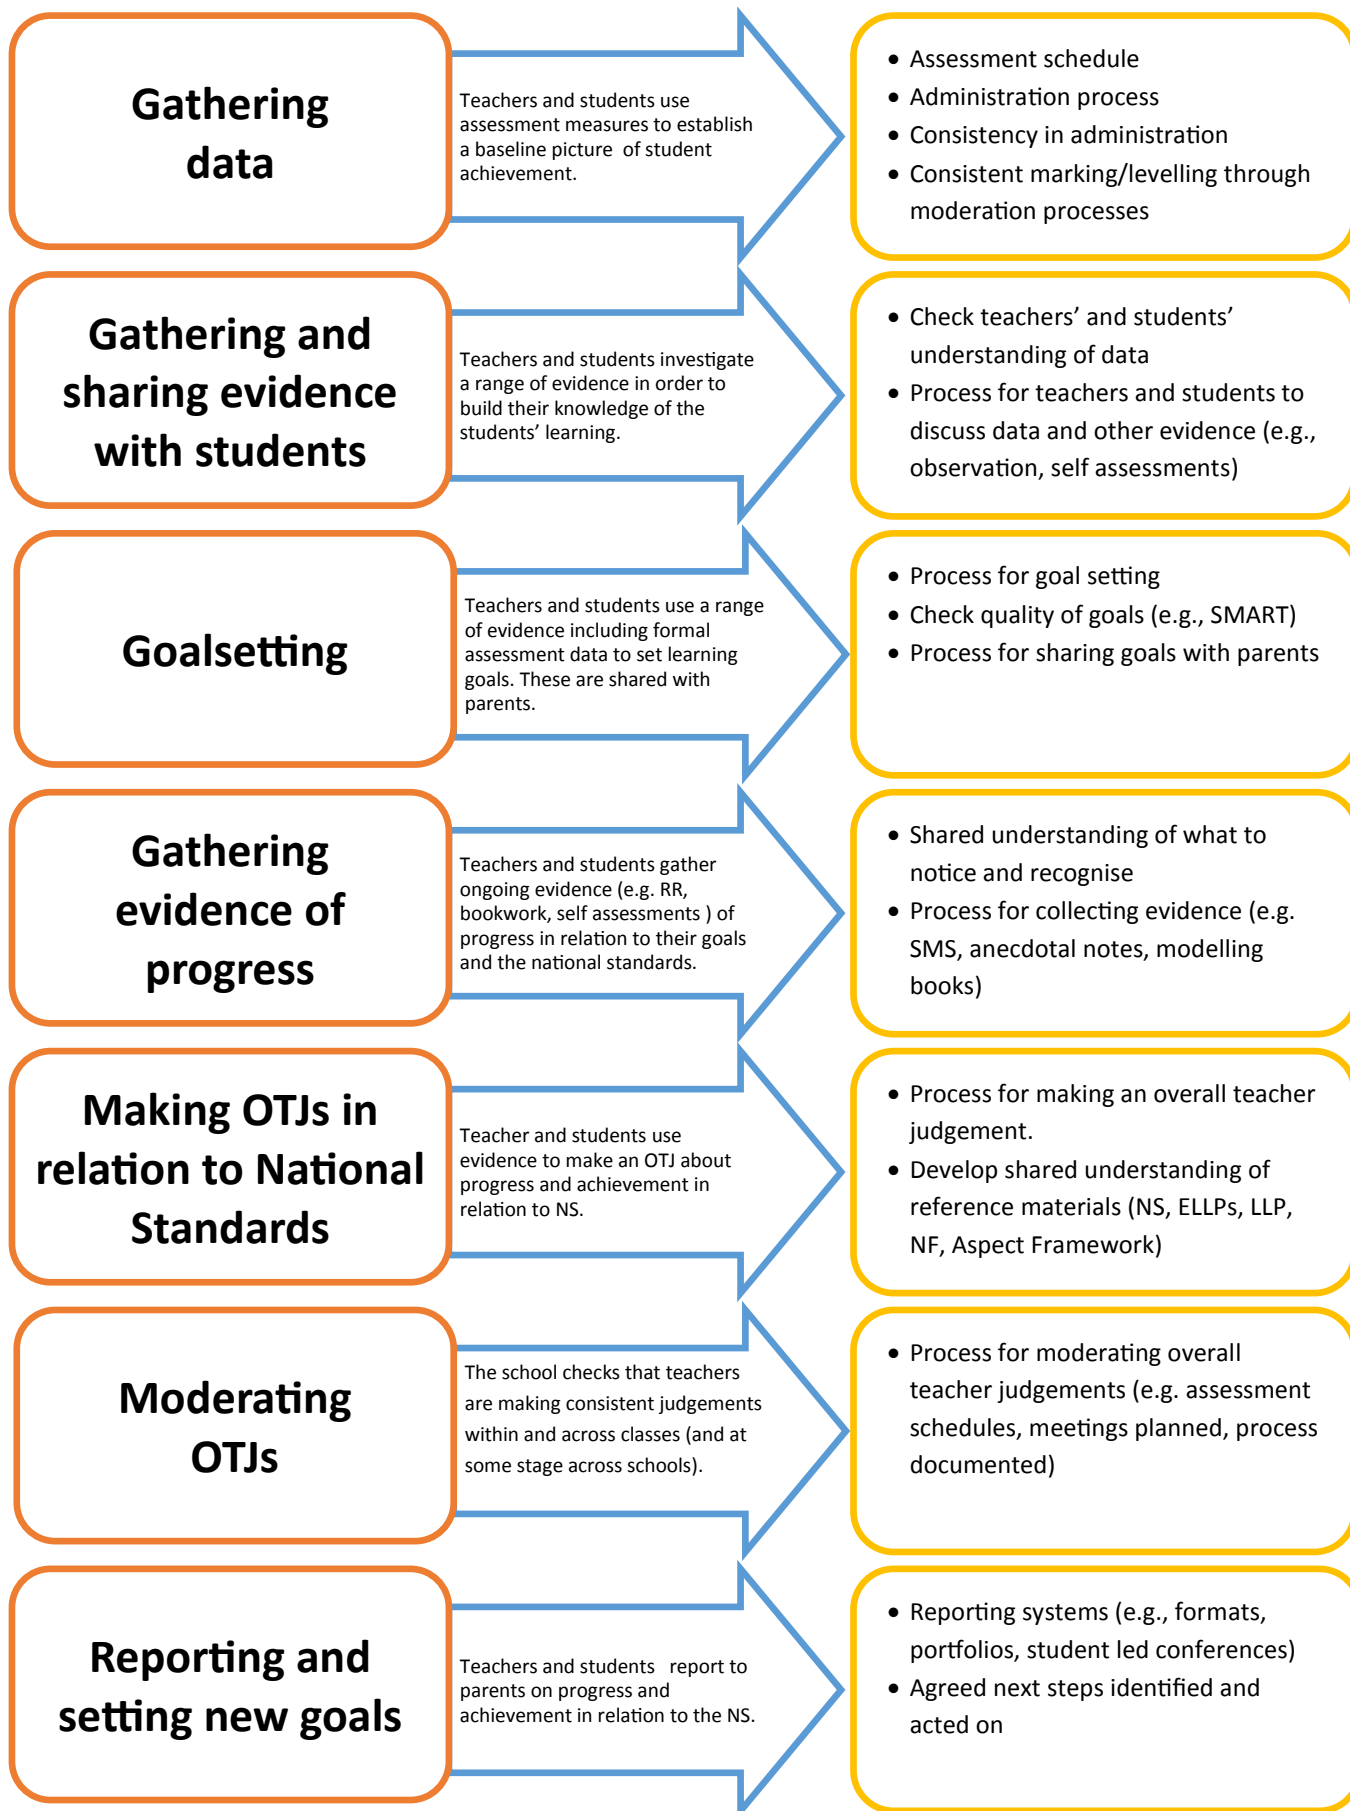 Gathering
data
Teachers and students use
assessment measures to establish
a baseline picture of student
achievement.
• Assessment schedule
• Administration process
• Consistency in administration
• Consistent marking/levelling through
moderation processes
Gathering and
sharing evidence
with students
Teachers and students investigate
a range of evidence in order to
build their knowledge of the
students’ learning.
• Check teachers’ and students’
understanding of data
• Process for teachers and students to
discuss data and other evidence (e.g.,
observation, self assessments)
Goalsetting
Teachers and students use a range
of evidence including formal
assessment data to set learning
goals. These are shared with
parents.
• Process for goal setting
• Check quality of goals (e.g., SMART)
• Process for sharing goals with parents
Gathering
evidence of
progress
Teachers and students gather
ongoing evidence (e.g. RR,
bookwork, self assessments ) of
progress in relation to their goals
and the national standards.
• Shared understanding of what to
notice and recognise
• Process for collecting evidence (e.g.
SMS, anecdotal notes, modelling
books)
Making OTJs in
relation to National
Standards
Teacher and students use
evidence to make an OTJ about
progress and achievement in
relation to NS.
• Process for making an overall teacher
judgement.
• Develop shared understanding of
reference materials (NS, ELLPs, LLP,
NF, Aspect Framework)
Moderating
OTJs
The school checks that teachers
are making consistent judgements
within and across classes (and at
some stage across schools).
• Process for moderating overall
teacher judgements (e.g. assessment
schedules, meetings planned, process
documented)
Reporting and
setting new goals
Teachers and students report to
parents on progress and
achievement in relation to the NS.
• Reporting systems (e.g., formats,
portfolios, student led conferences)
• Agreed next steps identified and
acted on